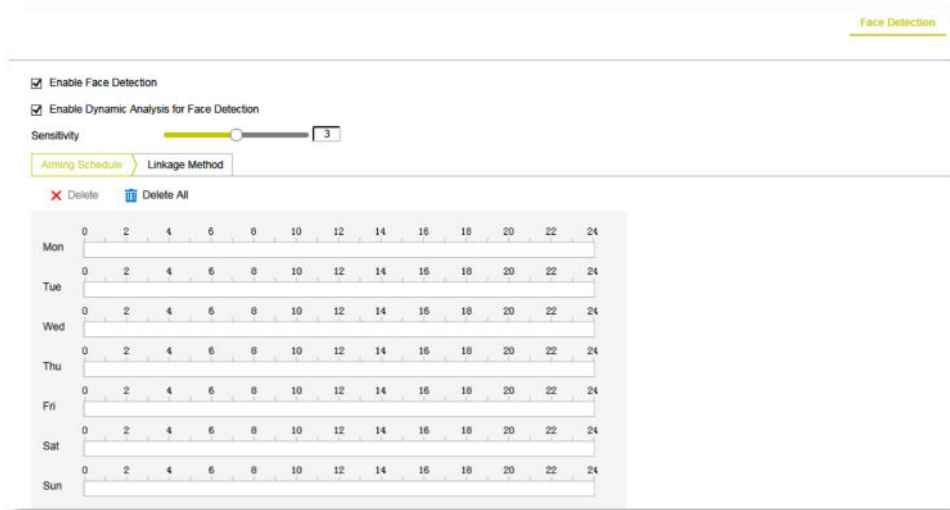 Face Detection
Enable Face Detection
Enable Dynamic Analysis for Face Detection
Sensitivity 3
Arming Schedule Linkage Method
Delete Delete All
0 2 4 6 8 10 12 14 16 18 20 22 24
Mon
0 2 4 6 8 10 12 14 16 18 20 22 24
Tue
0 2 4 6 8 10 12 14 16 18 20 22 24
Wed
0 2 4 6 8 10 12 14 16 18 20 22 24
Thu
0 2 4 6 8 10 12 14 16 18 20 22 24
Fri
0 2 4 6 8 10 12 14 16 18 20 22 24
Sat
0 2 4 6 8 10 12 14 16 18 20 22 24
Sun